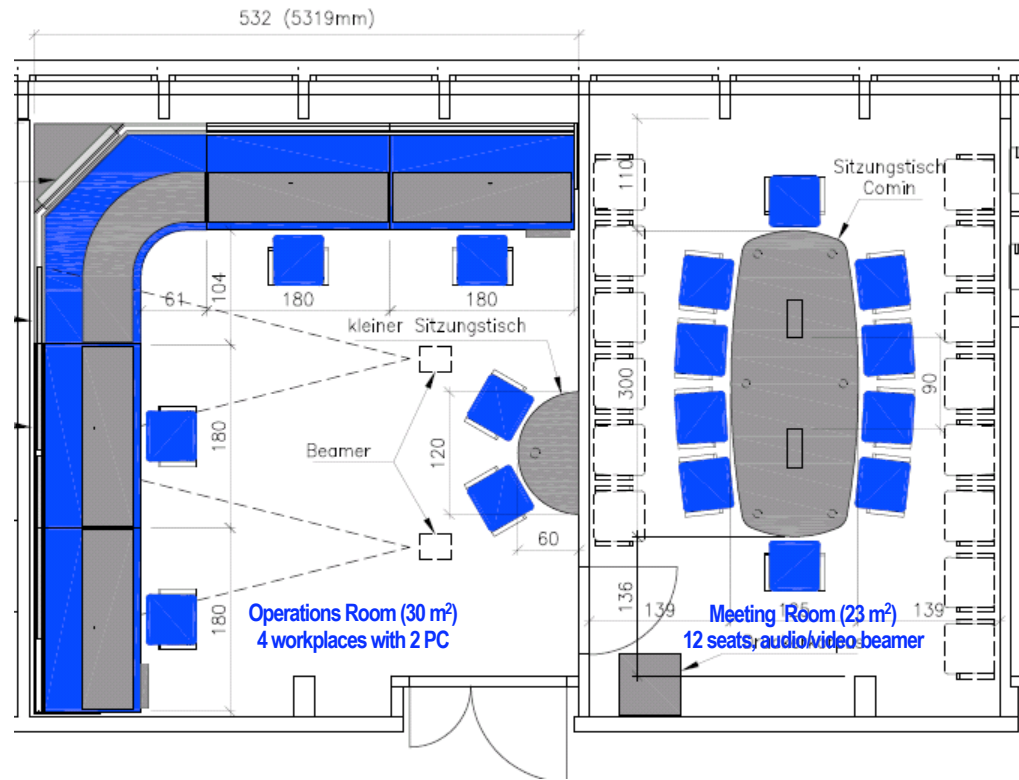 532 (5319mm)
110
Sitzungstisch
Comin
61
104
180
180
kleiner Sitzungstisch
300
90
180
Beamer
120
60
180
136
139
139
Operations Room (30 m²)
4 workplaces with 2 PC
Meeting Room (23 m²)
12 seats, audio/video beamer